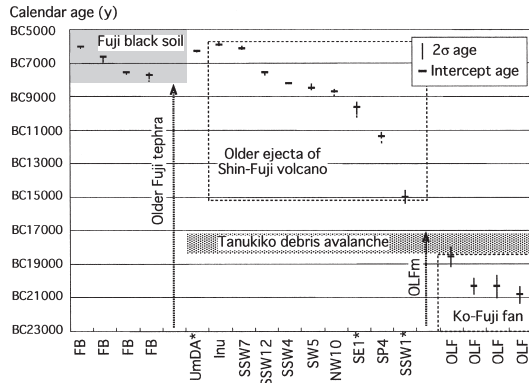 Calendar age (y)
BC5000
BC7000
BC9000
BC11000
BC13000
BC15000
BC17000
BC19000
BC21000
BC23000
Fuji black soil
2σ age
Intercept age
Older Fuji tephra
Older ejecta of
Shin-Fuji volcano
Tanukiko debris avalanche
OLFm
Ko-Fuji fan
FB
FB
FB
FB
UmDA*
Inu
SSW7
SSW12
SSW4
SW5
NW10
SE1*
SP4
SSW1*
OLF
OLF
OLF
OLF